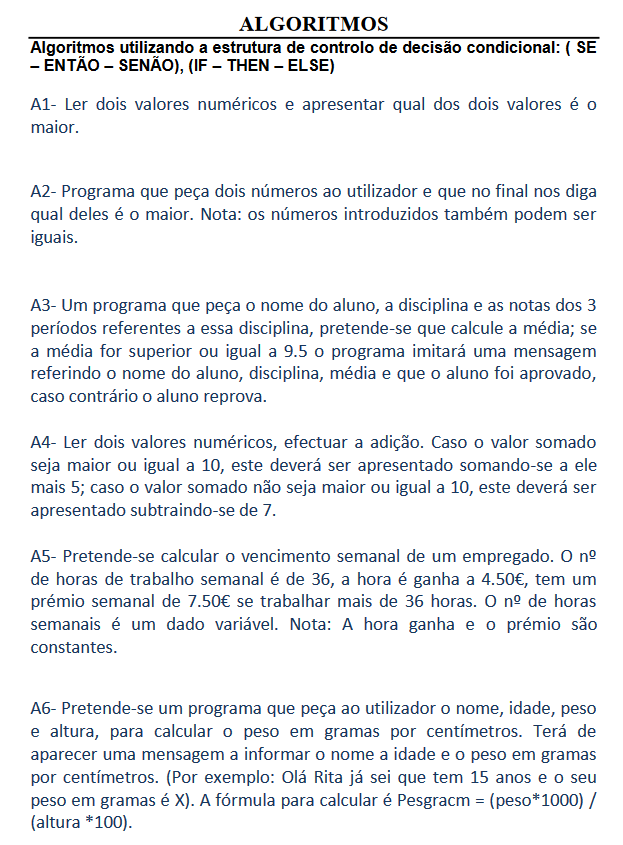 ALGORITMOS
Algoritmos utilizando a estrutura de controlo de decisão condicional: ( SE
– ENTÃO – SENÃO), (IF – THEN – ELSE)
A1- Ler dois valores numéricos e apresentar qual dos dois valores é o
maior.
A2- Programa que peça dois números ao utilizador e que no final nos diga
qual deles é o maior. Nota: os números introduzidos também podem ser
iguais.
A3- Um programa que peça o nome do aluno, a disciplina e as notas dos 3
períodos referentes a essa disciplina, pretende-se que calcule a média; se
a média for superior ou igual a 9.5 o programa imitará uma mensagem
referindo o nome do aluno, disciplina, média e que o aluno foi aprovado,
caso contrário o aluno reprova.
A4- Ler dois valores numéricos, efectuar a adição. Caso o valor somado
seja maior ou igual a 10, este deverá ser apresentado somando-se a ele
mais 5; caso o valor somado não seja maior ou igual a 10, este deverá ser
apresentado subtraindo-se de 7.
A5- Pretende-se calcular o vencimento semanal de um empregado. O nº
de horas de trabalho semanal é de 36, a hora é ganha a 4.50€, tem um
prémio semanal de 7.50€ se trabalhar mais de 36 horas. O nº de horas
semanais é um dado variável. Nota: A hora ganha e o prémio são
constantes.
A6- Pretende-se um programa que peça ao utilizador o nome, idade, peso
e altura, para calcular o peso em gramas por centímetros. Terá de
aparecer uma mensagem a informar o nome a idade e o peso em gramas
por centímetros. (Por exemplo: Olá Rita já sei que tem 15 anos e o seu
peso em gramas é X). A fórmula para calcular é Pesgracm = (peso*1000) /
(altura *100).